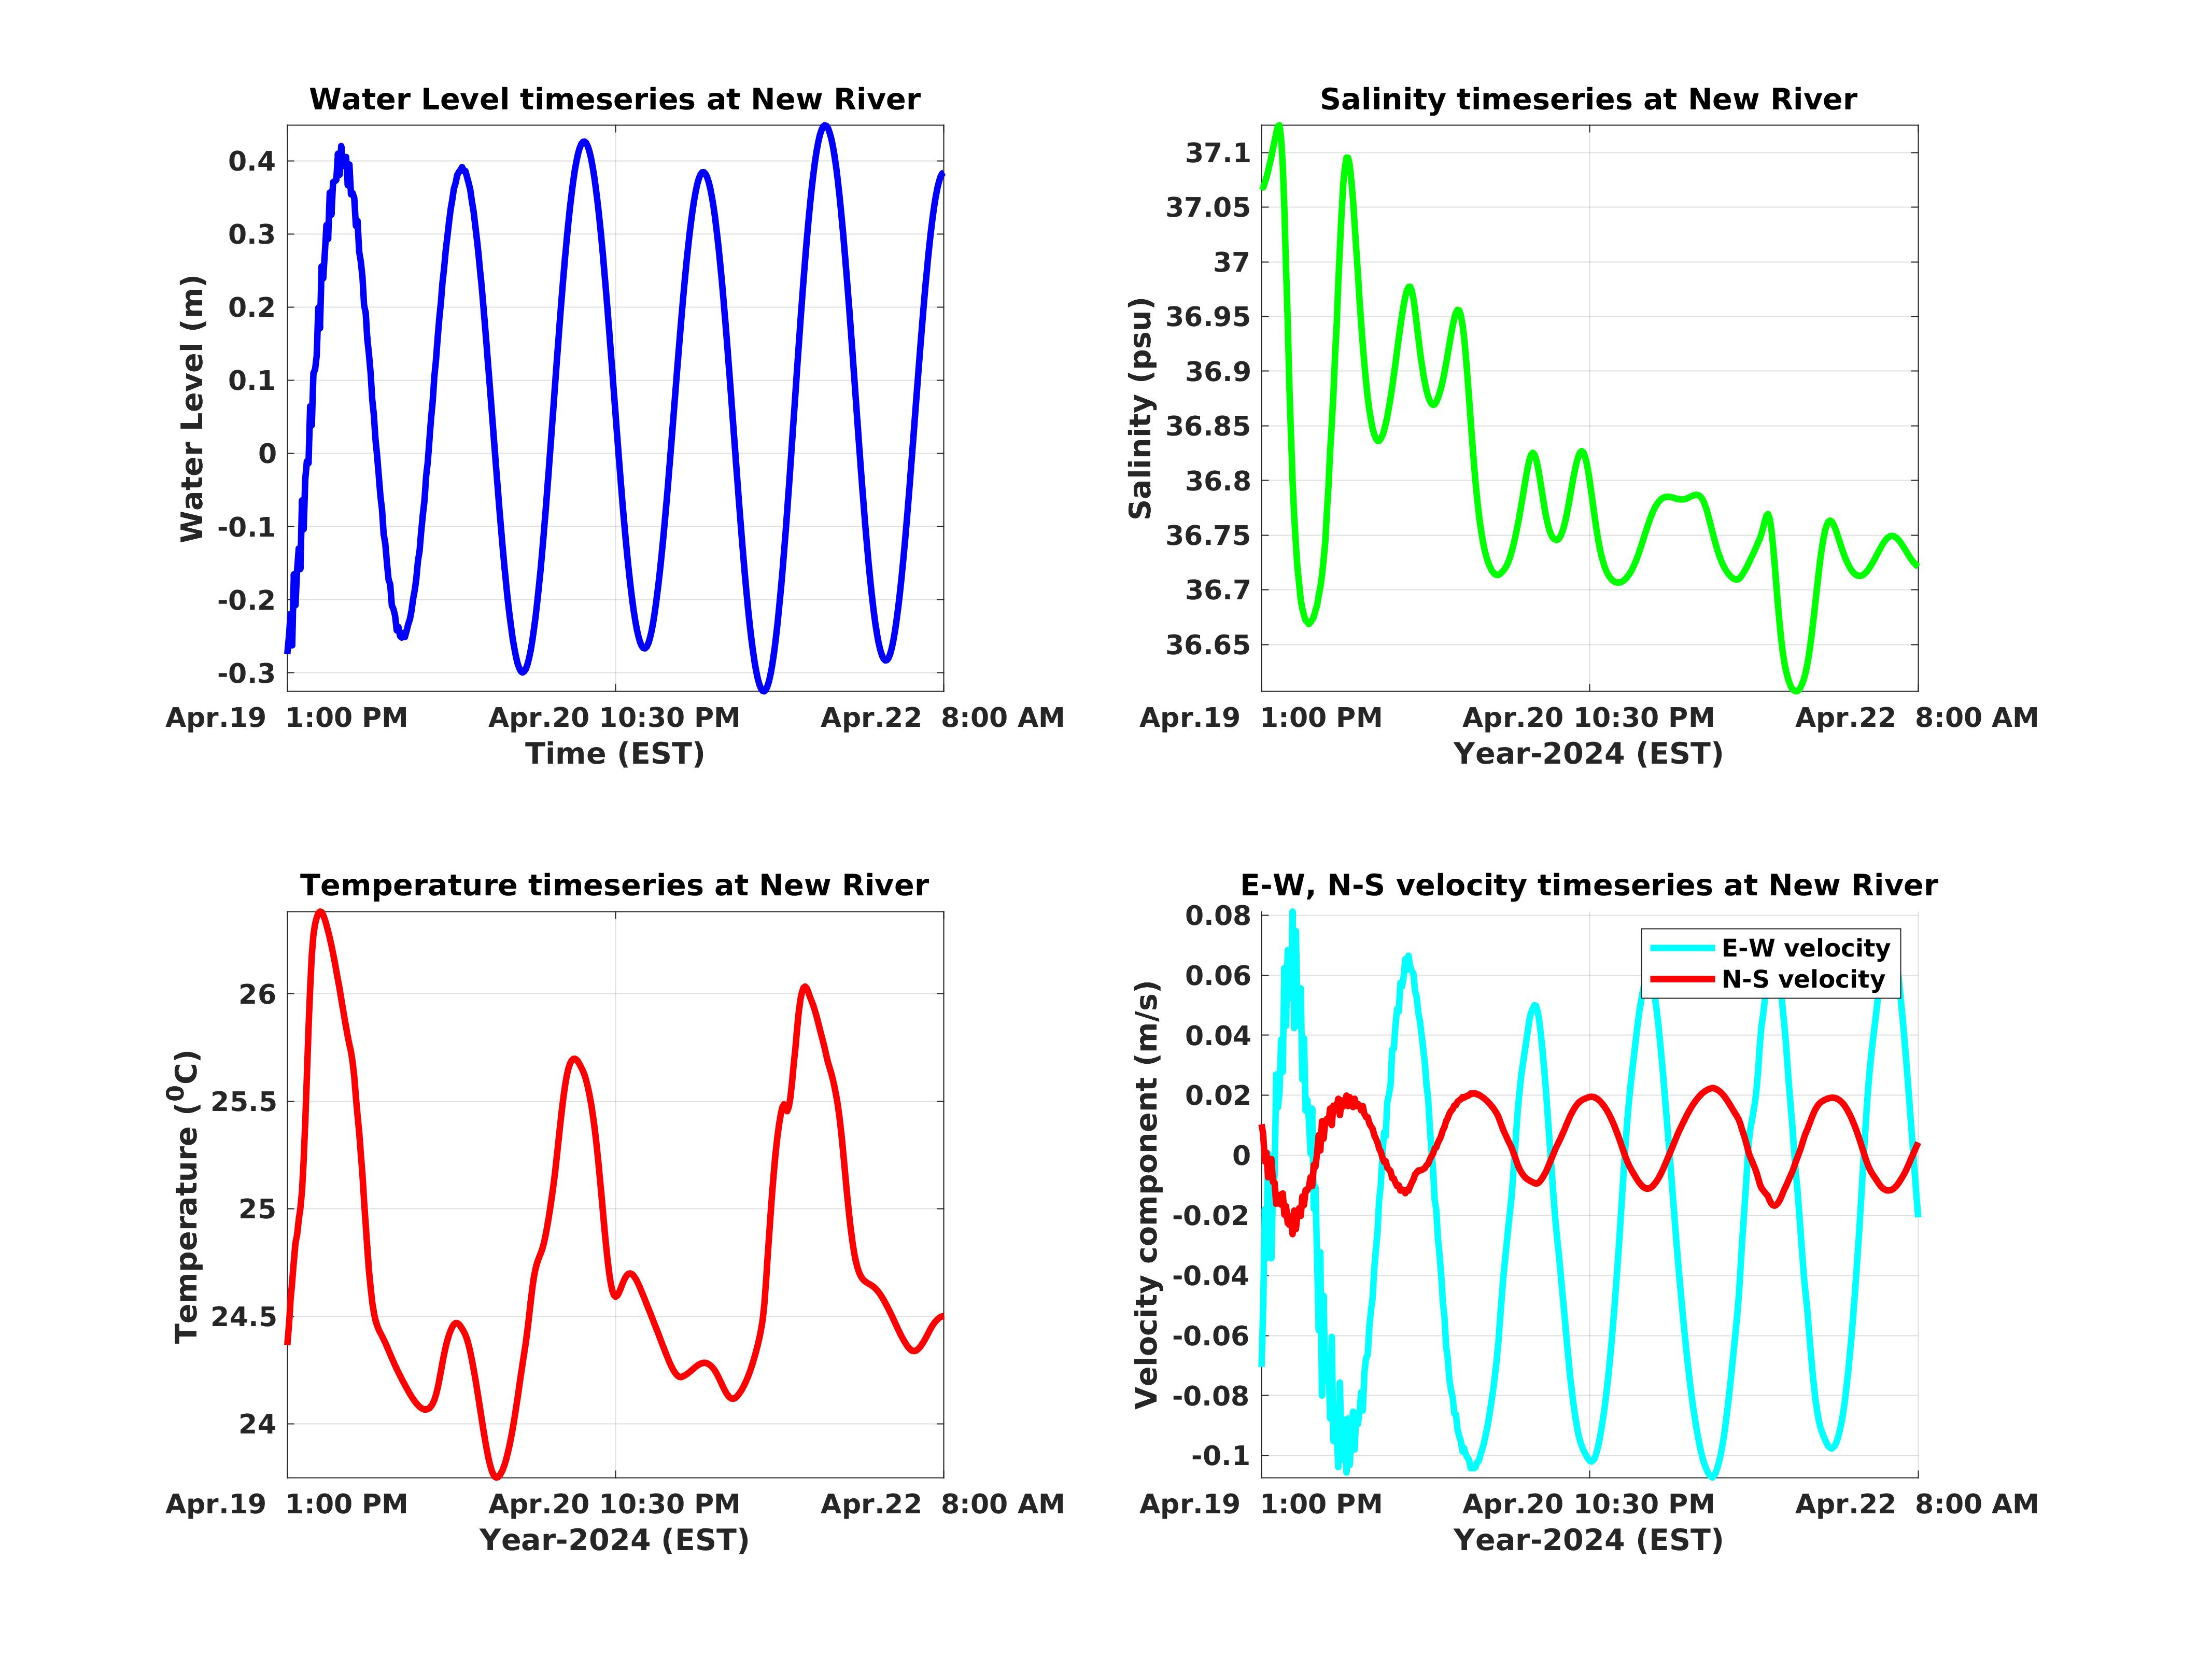 Water Level timeseries at New River
Water Level (m)
0.4
0.3
0.2
0.1
0
-0.1
-0.2
-0.3
Apr.19 1:00 PM Apr.20 10:30 PM Apr.22 8:00 AM
Time (EST)
Salinity timeseries at New River
Salinity (psu)
37.1
37.05
37
36.95
36.9
36.85
36.8
36.75
36.7
36.65
Apr.19 1:00 PM Apr.20 10:30 PM Apr.22 8:00 AM
Year-2024 (EST)
Temperature timeseries at New River
Temperature (⁰C)
26
25.5
25
24.5
24
Apr.19 1:00 PM Apr.20 10:30 PM Apr.22 8:00 AM
Year-2024 (EST)
E-W, N-S velocity timeseries at New River
Velocity component (m/s)
0.08
0.06
0.04
0.02
0
-0.02
-0.04
-0.06
-0.08
-0.1
E-W velocity
N-S velocity
Apr.19 1:00 PM Apr.20 10:30 PM Apr.22 8:00 AM
Year-2024 (EST)